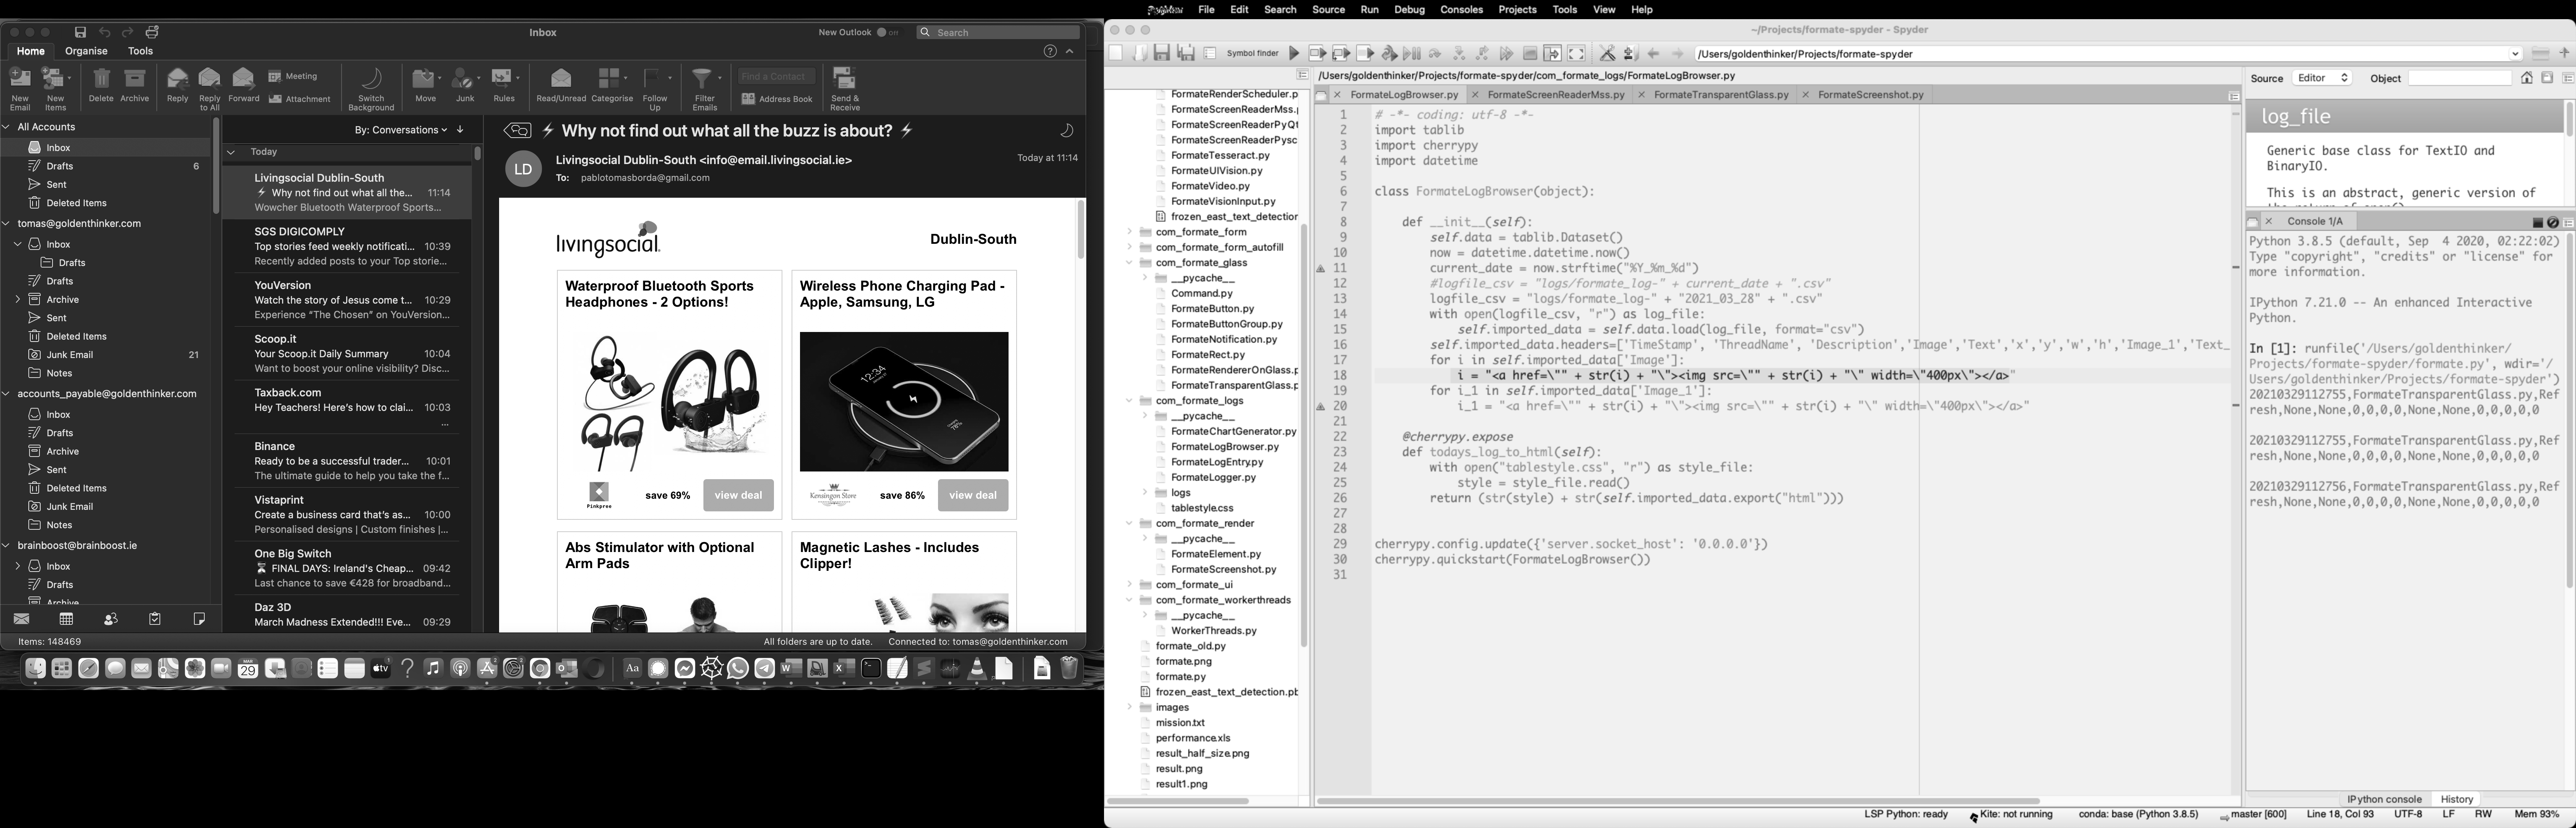 File Edit Search Source Run Debug Consoles Projects Tools View Help
Inbox
New Outlook
Search
Home Organise Tools
New Email
New Items
Delete
Archive
Reply
Reply to All
Forward
Meeting
Attachment
Switch Background
Move
Junk
Rules
Read/Unread
Categorise
Follow Up
Filter Emails
Find a Contact
Address Book
Send & Receive
All Accounts
Inbox
Drafts 6
Sent
Deleted Items
tomas@goldenthinker.com
Inbox
Drafts
Drafts
Archive
Sent
Deleted Items
Junk Email 21
Notes
accounts_payable@goldenthinker.com
Inbox
Drafts
Archive
Sent
Deleted Items
Junk Email
Notes
brainboost@brainboost.ie
Inbox
Drafts
Archive
Items: 148469
By: Conversations
Today
Livingsocial Dublin-South
⚡ Why not find out what all the... 11:14
Wowcher Bluetooth Waterproof Sports...
SGS DIGICOMPLY
Top stories feed weekly notificati... 10:39
Recently added posts to your Top storie...
YouVersion
Watch the story of Jesus come t... 10:29
Experience “The Chosen” on YouVersion...
Scoop.it
Your Scoop.it Daily Summary 10:04
Want to boost your online visibility? Disc...
Taxback.com
Hey Teachers! Here’s how to clai... 10:03
...
Binance
Ready to be a successful trader... 10:01
The ultimate guide to help you take the f...
Vistaprint
Create a business card that’s as... 10:00
Personalised designs | Custom finishes |...
One Big Switch
⏳ FINAL DAYS: Ireland's Cheap... 09:42
Last chance to save €428 for broadband...
Daz 3D
March Madness Extended!!! Eve... 09:29
⚡ Why not find out what all the buzz is about? ⚡
LD
Livingsocial Dublin-South <info@email.livingsocial.ie>
Today at 11:14
To: pablotomasborda@gmail.com
livingsocial.
Dublin-South
Waterproof Bluetooth Sports
Headphones - 2 Options!
Pinkpree
save 69%
view deal
Wireless Phone Charging Pad -
Apple, Samsung, LG
12:34
Kensington Store
save 86%
view deal
Abs Stimulator with Optional
Arm Pads
Magnetic Lashes - Includes
Clipper!
All folders are up to date. Connected to: tomas@goldenthinker.com
MAR
29
tv
Aa
~/Projects/formate-spyder - Spyder
Symbol finder
/Users/goldenthinker/Projects/formate-spyder
FormateRenderScheduler.p
FormateScreenReaderMss.
FormateScreenReaderPyQt
FormateScreenReaderPysc
FormateTesseract.py
FormateUIVision.py
FormateVideo.py
FormateVisionInput.py
frozen_east_text_detection
com_formate_form
com_formate_form_autofill
com_formate_glass
__pycache__
Command.py
FormateButton.py
FormateButtonGroup.py
FormateNotification.py
FormateRect.py
FormateRendererOnGlass.p
FormateTransparentGlass.p
com_formate_logs
__pycache__
FormateChartGenerator.py
FormateLogBrowser.py
FormateLogEntry.py
FormateLogger.py
logs
tablestyle.css
com_formate_render
__pycache__
FormateElement.py
FormateScreenshot.py
com_formate_ui
com_formate_workerthreads
__pycache__
WorkerThreads.py
formate_old.py
formate.png
formate.py
frozen_east_text_detection.pb
images
mission.txt
performance.xls
result_half_size.png
result.png
result1.png
/Users/goldenthinker/Projects/formate-spyder/com_formate_logs/FormateLogBrowser.py
FormateLogBrowser.py FormateScreenReaderMss.py FormateTransparentGlass.py FormateScreenshot.py
1 # -*- coding: utf-8 -*-
2 import tablib
3 import cherrypy
4 import datetime
5
6 class FormateLogBrowser(object):
7
8 def __init__(self):
9 self.data = tablib.Dataset()
10 now = datetime.datetime.now()
11 current_date = now.strftime("%Y_%m_%d")
12 #logfile_csv = "logs/formate_log-" + current_date + ".csv"
13 logfile_csv = "logs/formate_log-" + "2021_03_28" + ".csv"
14 with open(logfile_csv, "r") as log_file:
15 self.imported_data = self.data.load(log_file, format="csv")
16 self.imported_data.headers=['TimeStamp', 'ThreadName', 'Description','Image','Text','x','y','w','h','Image_1','Text_
17 for i in self.imported_data['Image']:
18 i = "<a href=\"" + str(i) + "\"><img src=\"" + str(i) + "\" width=\"400px\"></a>"
19 for i_1 in self.imported_data['Image_1']:
20 i_1 = "<a href=\"" + str(i) + "\"><img src=\"" + str(i) + "\" width=\"400px\"></a>"
21
22 @cherrypy.expose
23 def todays_log_to_html(self):
24 with open("tablestyle.css", "r") as style_file:
25 style = style_file.read()
26 return (str(style) + str(self.imported_data.export("html")))
27
28
29 cherrypy.config.update({'server.socket_host': '0.0.0.0'})
30 cherrypy.quickstart(FormateLogBrowser())
31
Source Editor Object
log_file
Generic base class for TextIO and
BinaryIO.
This is an abstract, generic version of
Console 1/A
Python 3.8.5 (default, Sep 4 2020, 02:22:02)
Type "copyright", "credits" or "license" for
more information.
IPython 7.21.0 -- An enhanced Interactive
Python.
In [1]: runfile('/Users/goldenthinker/
Projects/formate-spyder/formate.py', wdir='/
Users/goldenthinker/Projects/formate-spyder')
20210329112755,FormateTransparentGlass.py,Ref
resh,None,None,0,0,0,0,None,None,0,0,0,0,0
20210329112755,FormateTransparentGlass.py,Ref
resh,None,None,0,0,0,0,None,None,0,0,0,0,0
20210329112756,FormateTransparentGlass.py,Ref
resh,None,None,0,0,0,0,None,None,0,0,0,0,0
IPython console History
LSP Python: ready Kite: not running conda: base (Python 3.8.5) master [600] Line 18, Col 93 UTF-8 LF RW Mem 93%